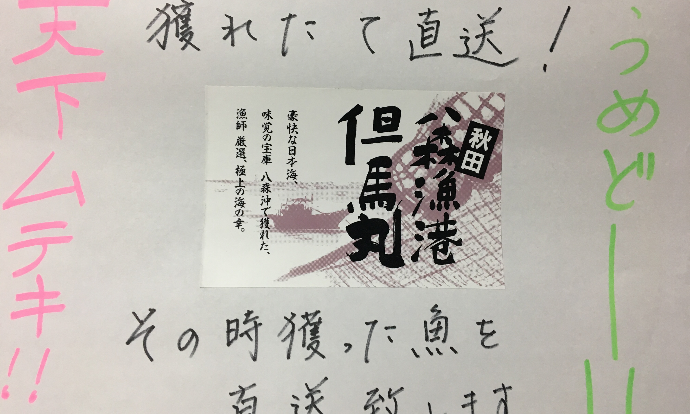 獲れたて直送!
うめどー!!
天下ムテキ!!
秋田
八森漁港
但馬丸
豪快な日本海、
味覚の宝庫 八森沖で獲れた、
漁師 厳選、極上の海の幸。
その時獲った魚を
直送致します